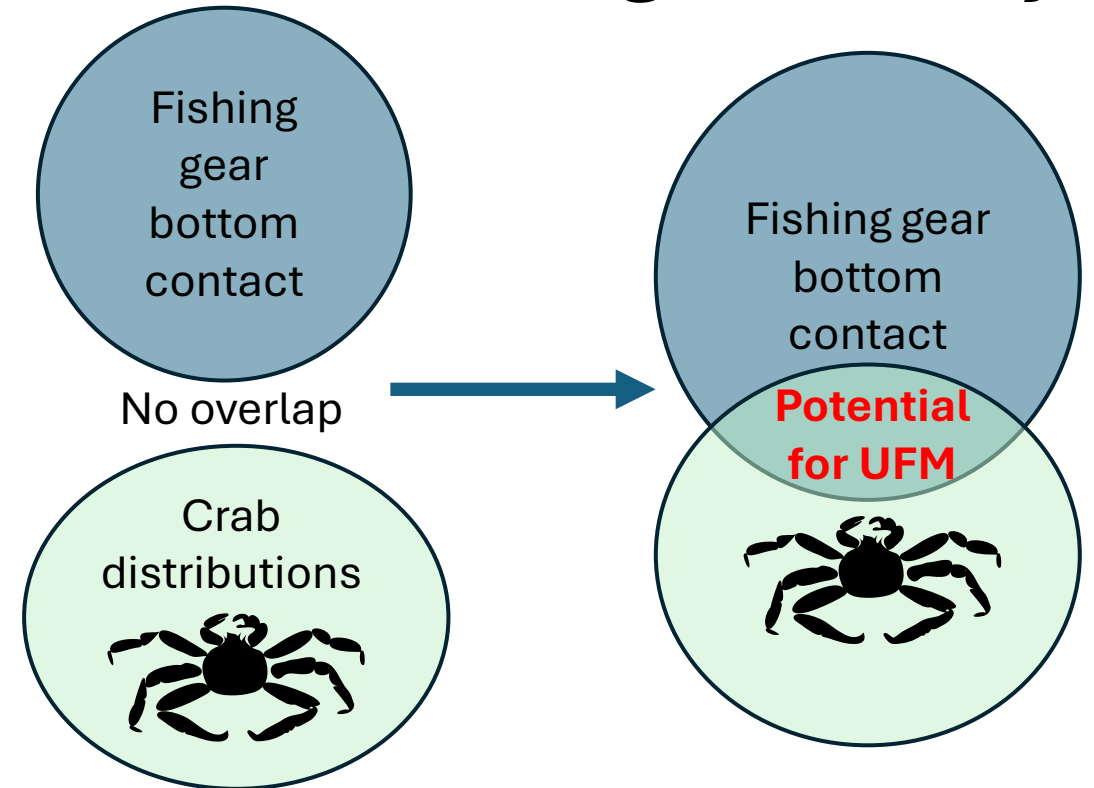 Fishing
gear
bottom
contact
No overlap
Crab
distributions
Fishing gear
bottom
contact
Potential
for UFM